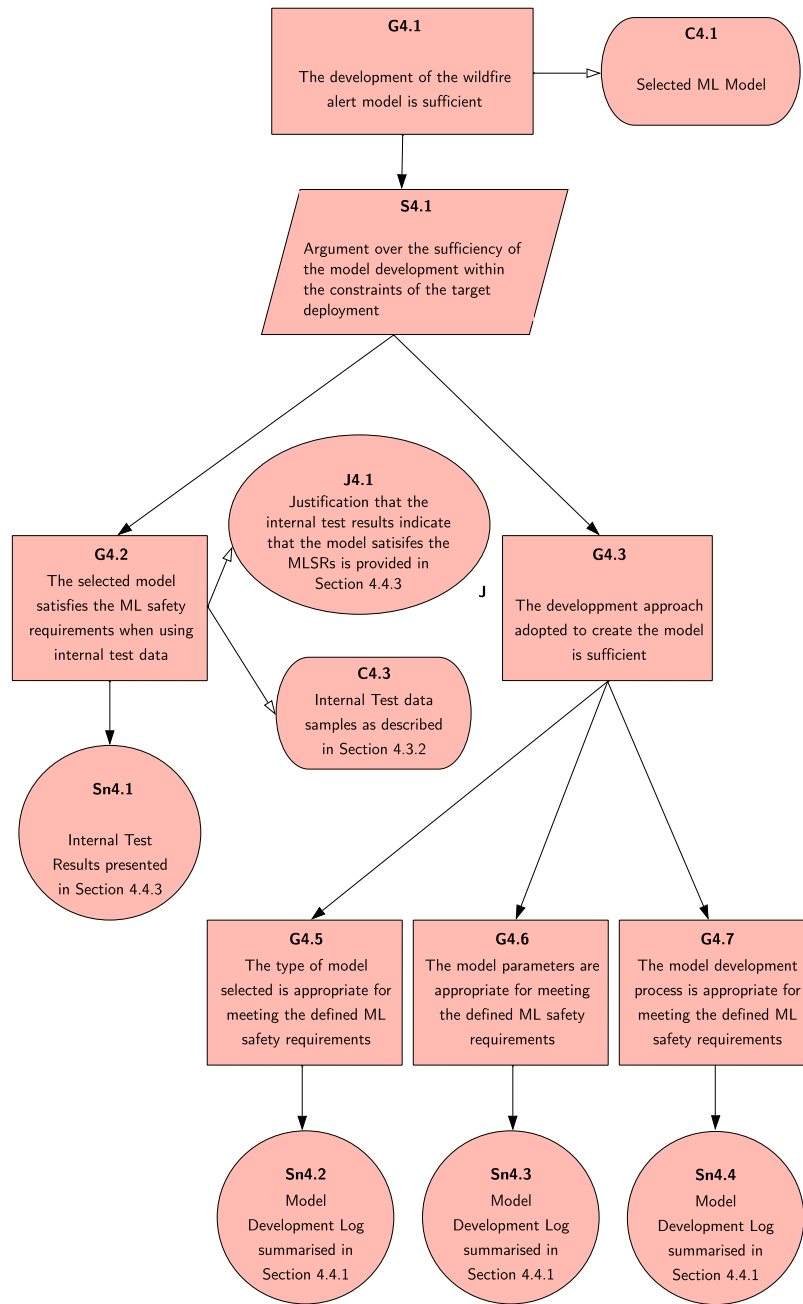 G4.1
The development of the wildfire
alert model is sufficient
C4.1
Selected ML Model
S4.1
Argument over the sufficiency of
the model development within
the constraints of the target
deployment
J4.1
Justification that the
internal test results indicate
that the model satisifes the
MLSRs is provided in
Section 4.4.3
J
G4.2
The selected model
satisfies the ML safety
requirements when using
internal test data
G4.3
The developpment approach
adopted to create the model
is sufficient
C4.3
Internal Test data
samples as described
in Section 4.3.2
Sn4.1
Internal Test
Results presented
in Section 4.4.3
G4.5
The type of model
selected is appropriate for
meeting the defined ML
safety requirements
G4.6
The model parameters are
appropriate for meeting
the defined ML safety
requirements
G4.7
The model development
process is appropriate for
meeting the defined ML
safety requirements
Sn4.2
Model
Development Log
summarised in
Section 4.4.1
Sn4.3
Model
Development Log
summarised in
Section 4.4.1
Sn4.4
Model
Development Log
summarised in
Section 4.4.1